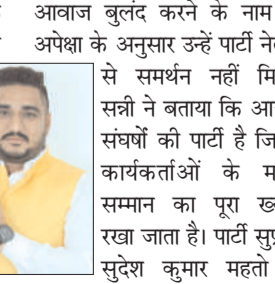 आवाज बुलंद करने के नाम
अपेक्षा के अनुसार उन्हें पार्टी
से समर्थन नहीं
सन्नी ने बताया कि
संघर्षों की पार्टी है
कार्यकर्ताओं के
सम्मान का पूरा
रखा जाता है। पार्टी
सुदेश कुमार महतो